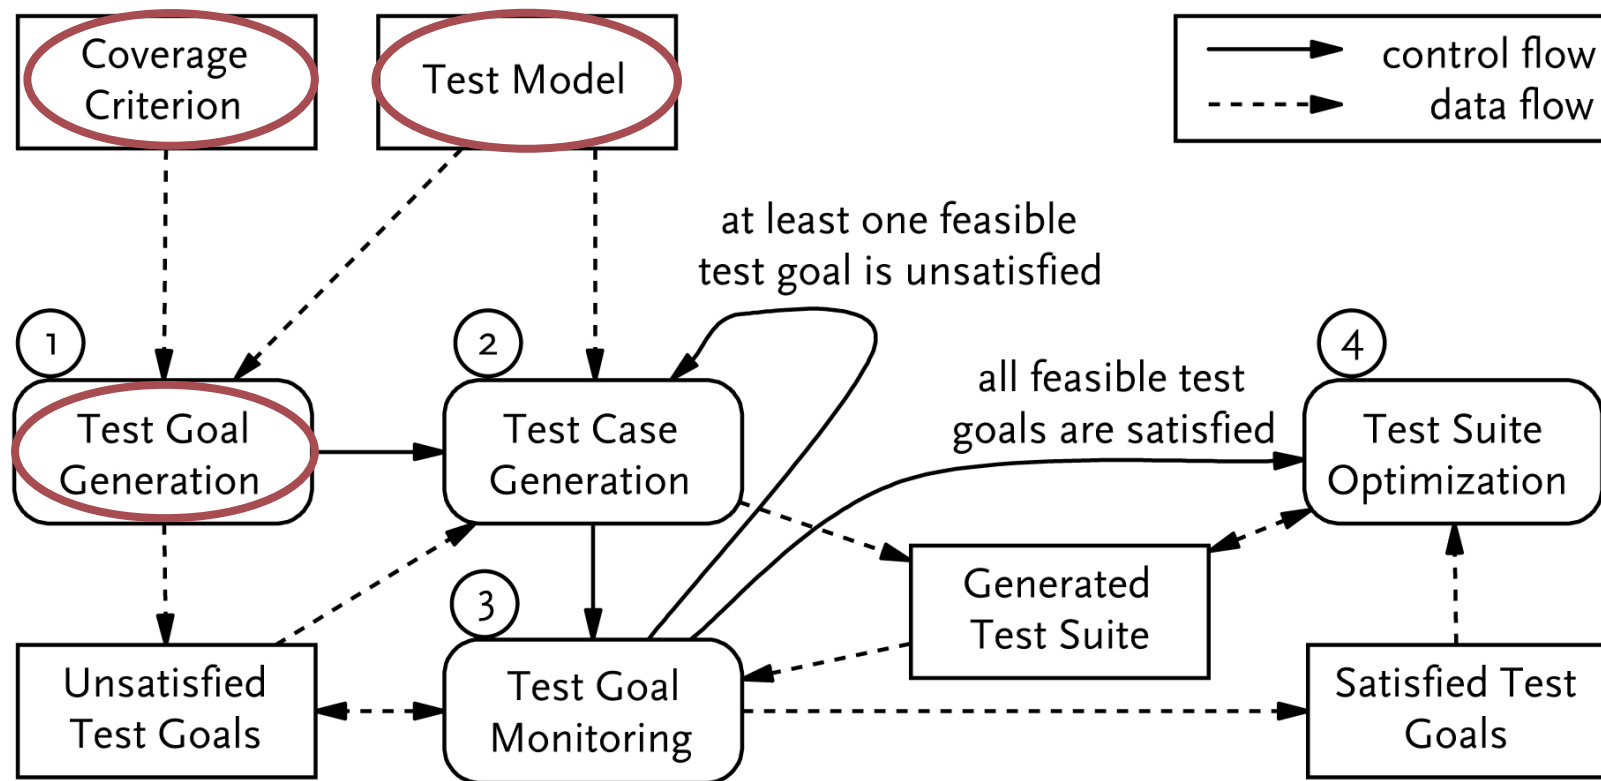 Coverage
Criterion
Test Model
control flow
data flow
at least one feasible
test goal is unsatisfied
1
2
4
all feasible test
goals are satisfied
Test Goal
Generation
Test Case
Generation
Test Suite
Optimization
3
Generated
Test Suite
Unsatisfied
Test Goals
Test Goal
Monitoring
Satisfied Test
Goals